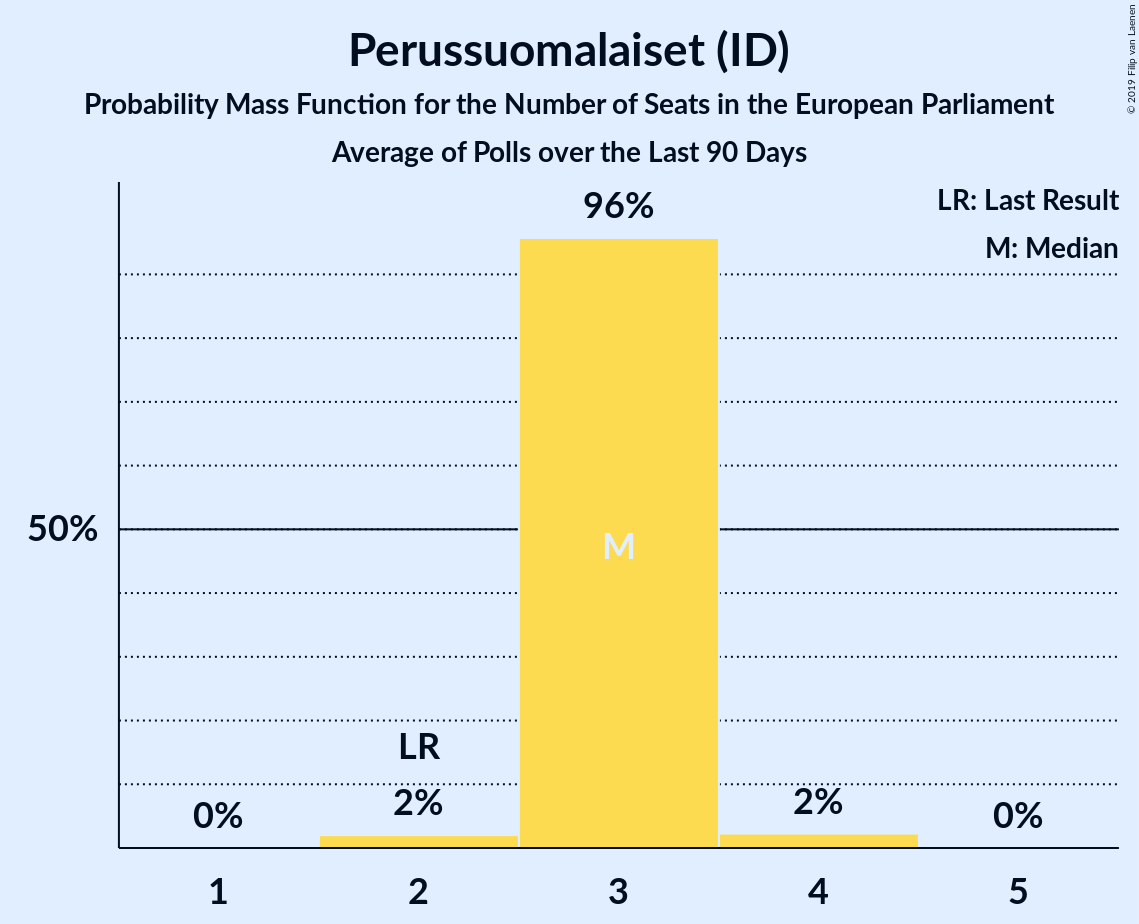 Perussuomalaiset (ID)
Probability Mass Function for the Number of Seats in the European Parliament
Average of Polls over the Last 90 Days
© 2019 Filip van Laenen
LR: Last Result
M: Median
96%
50%
M
LR
0%
2%
2%
0%
1
2
3
4
5